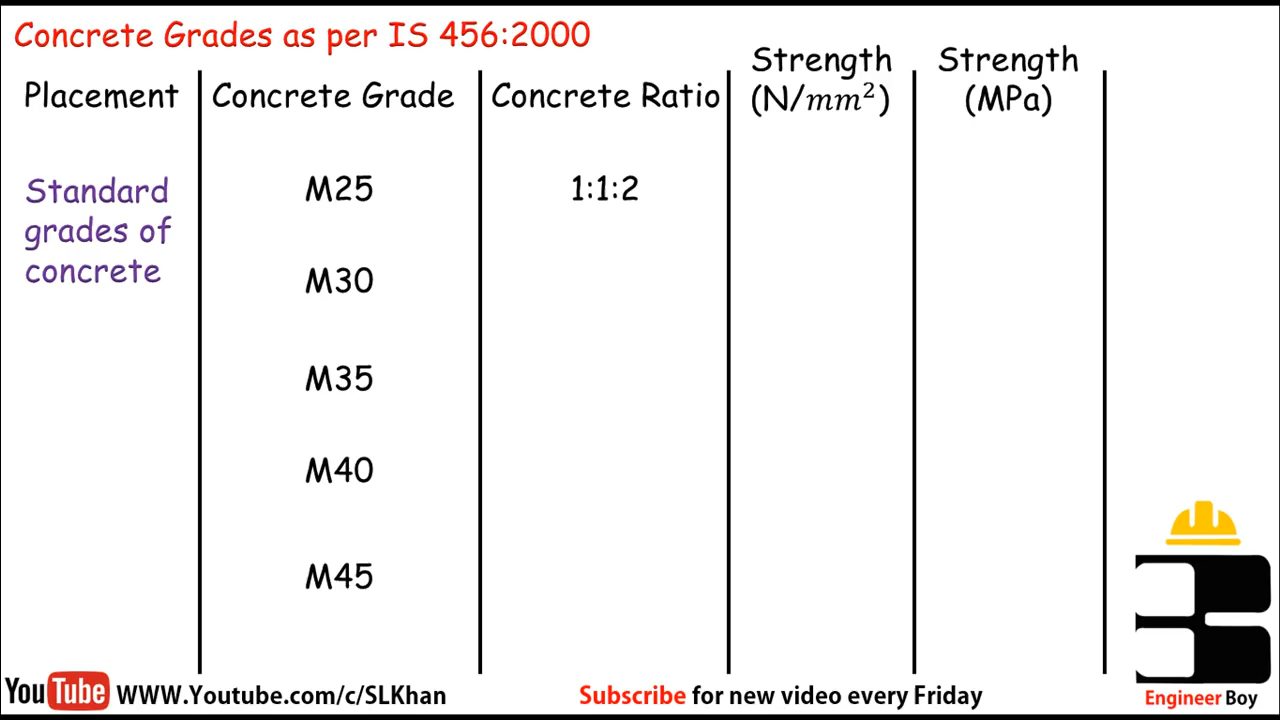 Concrete Grades as per IS 456:2000
Placement Concrete Grade Concrete Ratio Strength (N/mm²) Strength (MPa)
Standard grades of concrete
M25 1:1:2
M30
M35
M40
M45
YouTube WWW.Youtube.com/c/SLKhan
Subscribe for new video every Friday
Engineer Boy